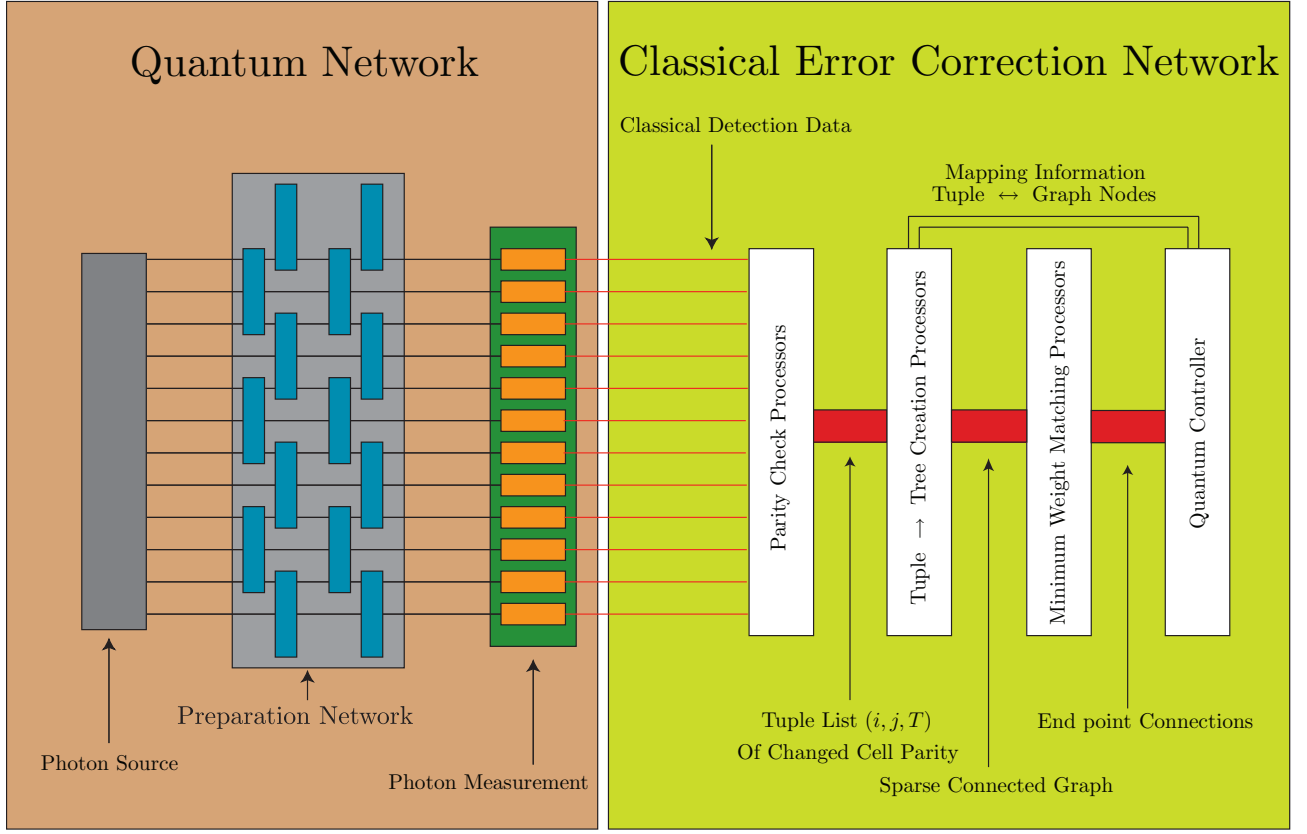 Quantum Network
Classical Error Correction Network
Classical Detection Data
Mapping Information
Tuple ↔ Graph Nodes
Parity Check Processors
Tuple → Tree Creation Processors
Minimum Weight Matching Processors
Quantum Controller
Preparation Network
Photon Source
Photon Measurement
Tuple List (i, j, T)
Of Changed Cell Parity
Sparse Connected Graph
End point Connections